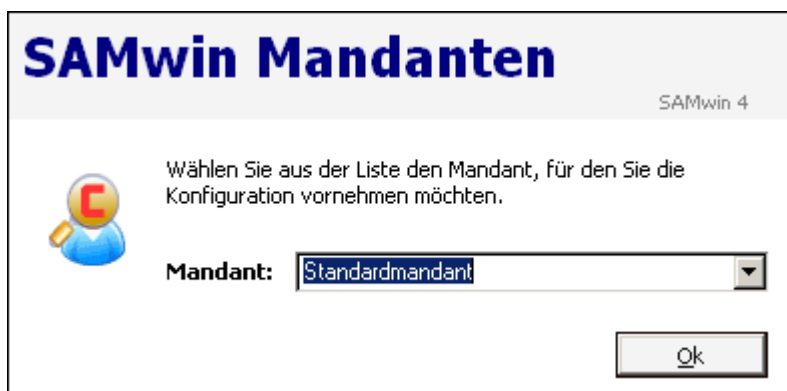 SAMwin Mandanten
SAMwin 4
Wählen Sie aus der Liste den Mandant, für den Sie die
Konfiguration vornehmen möchten.
Mandant: Standardmandant
Ok